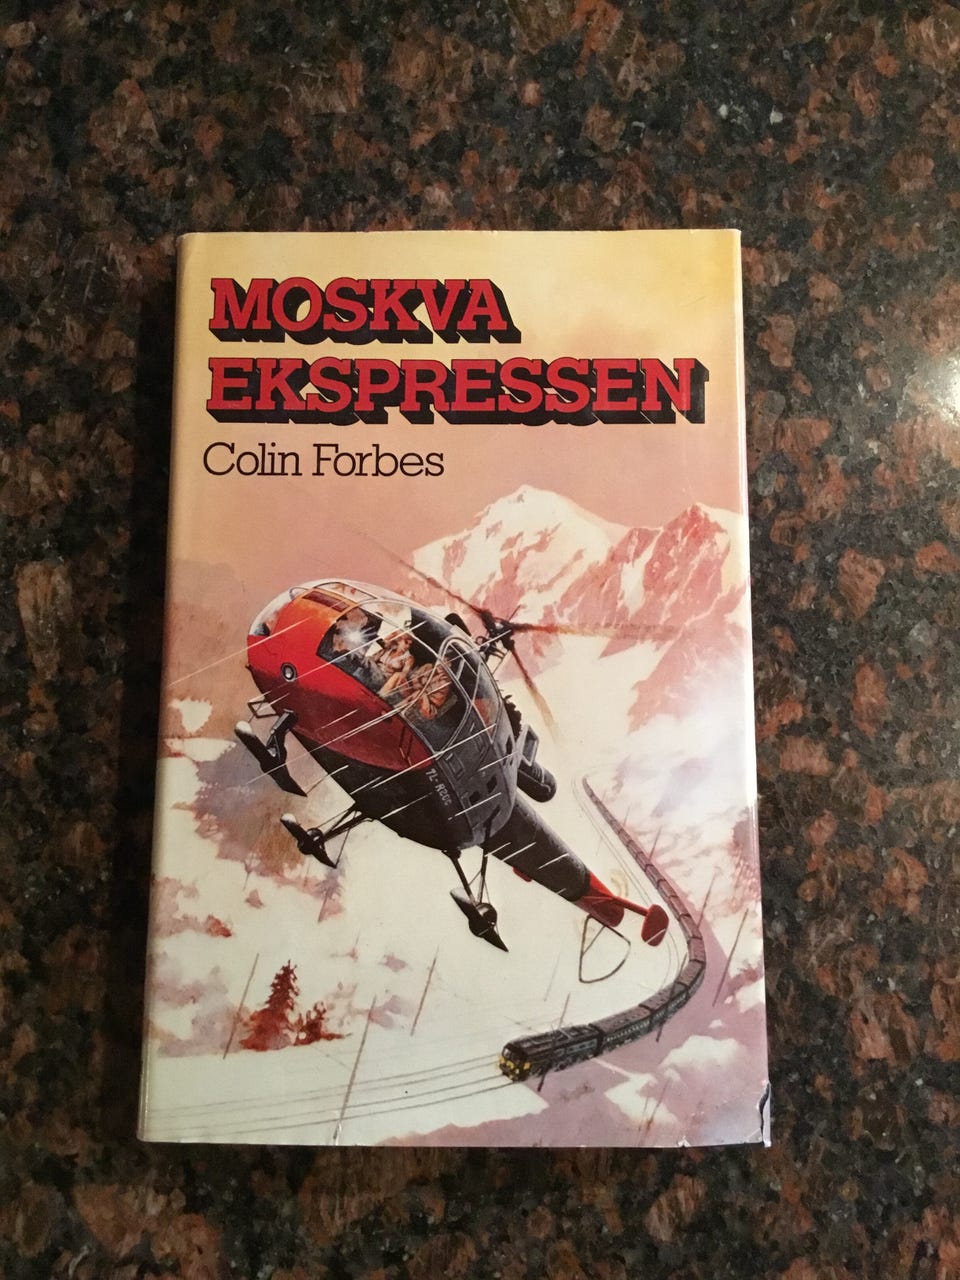 MOSKVA
EKSPRESSEN
Colin Forbes